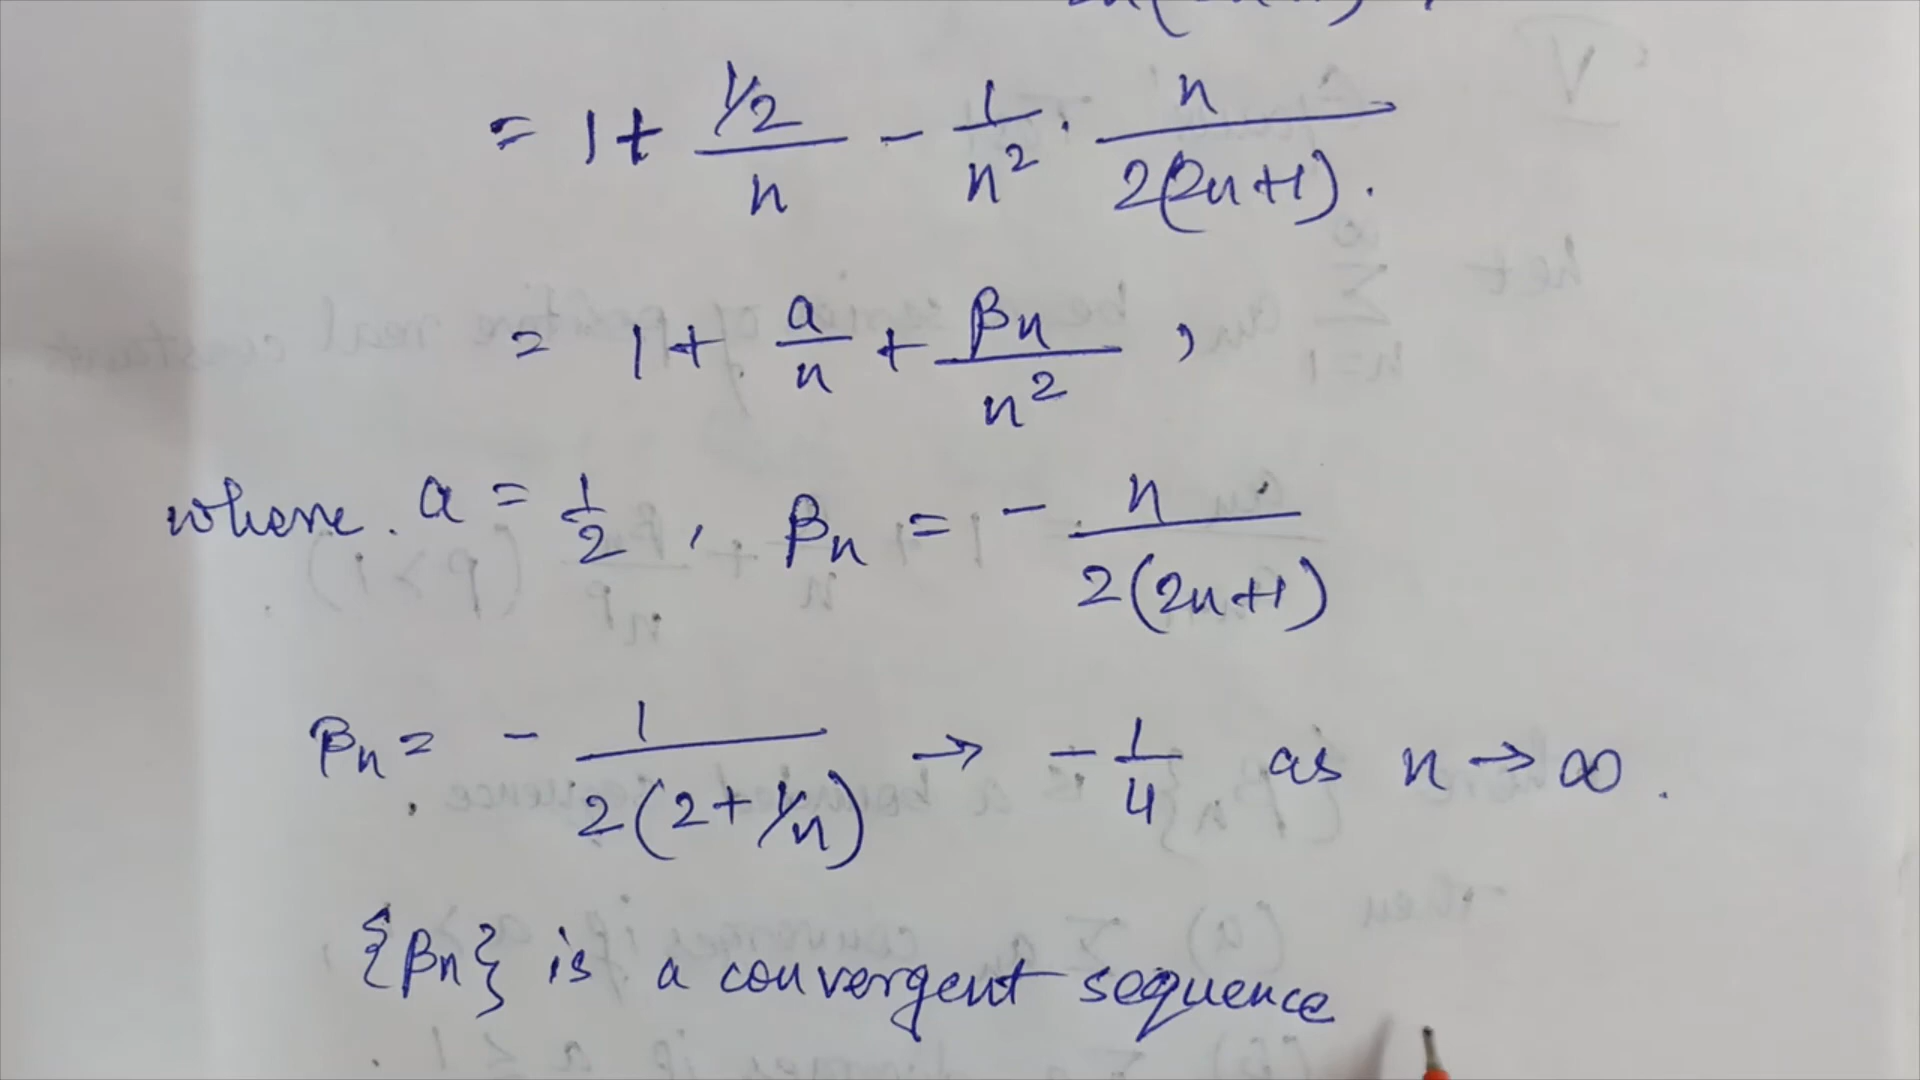 = 1 + 1/2 / n - 1/n² · n / 2(2n+1).
= 1 + a/n + βn/n² ,
where. a = 1/2 , βn = - n / 2(2n+1)
βn = - 1 / 2(2 + 1/n) → - 1/4 as n → ∞ .
{βn} is a convergent sequence